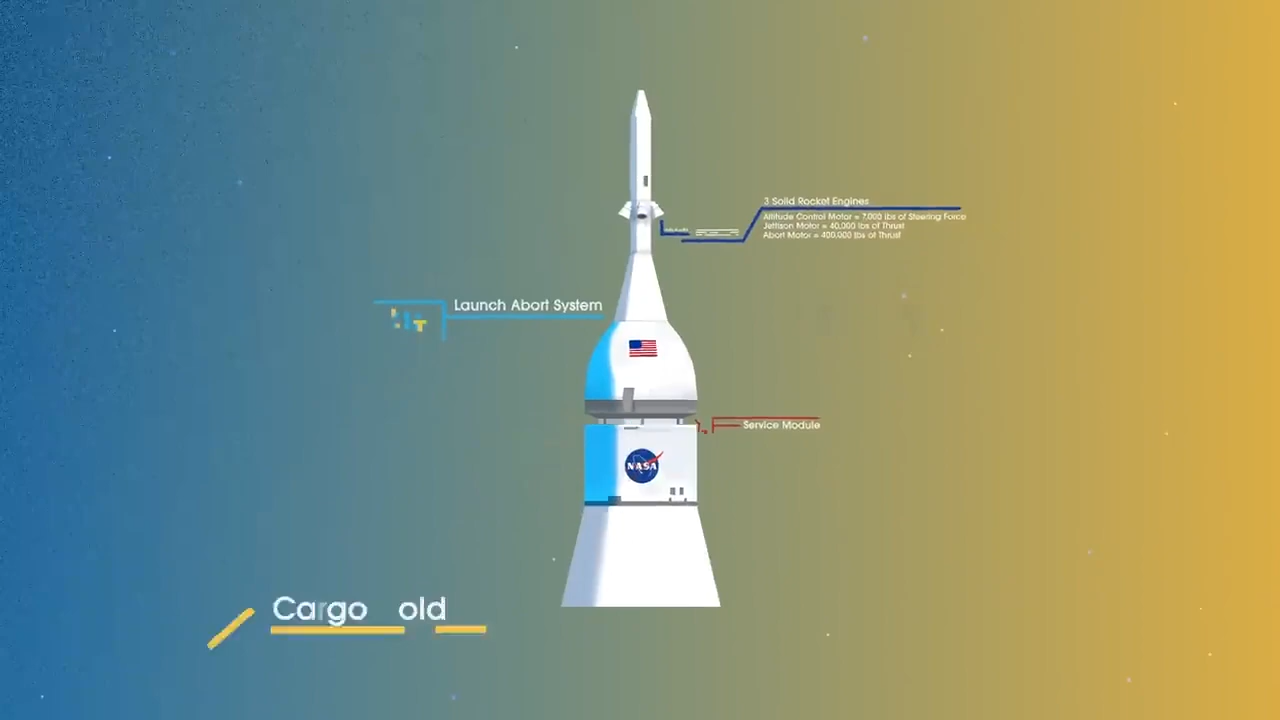 3 Solid Rocket Engines
Altitude Control Motor = 7,000 lbs of Steering Force
Jettison Motor = 40,000 lbs of Thrust
Abort Motor = 400,000 lbs of Thrust
Launch Abort System
Service Module
NASA
Cargo old